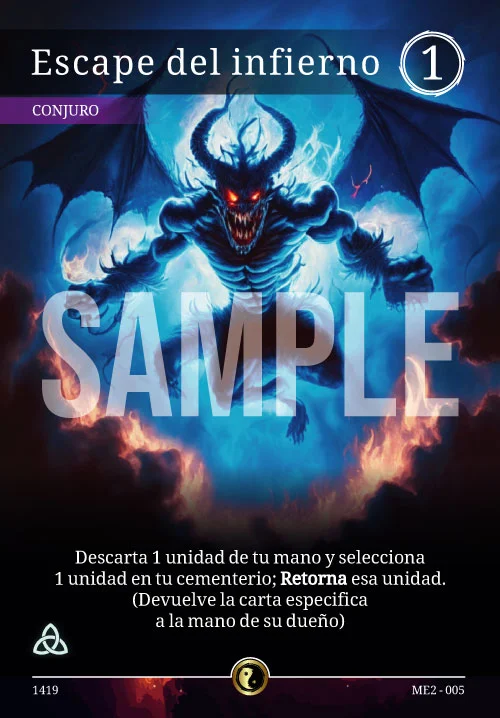 Escape del infierno 1
CONJURO
SAMPLE
Descarta 1 unidad de tu mano y selecciona
1 unidad en tu cementerio; Retorna esa unidad.
(Devuelve la carta especifica
a la mano de su dueño)
1419 ME2 - 005